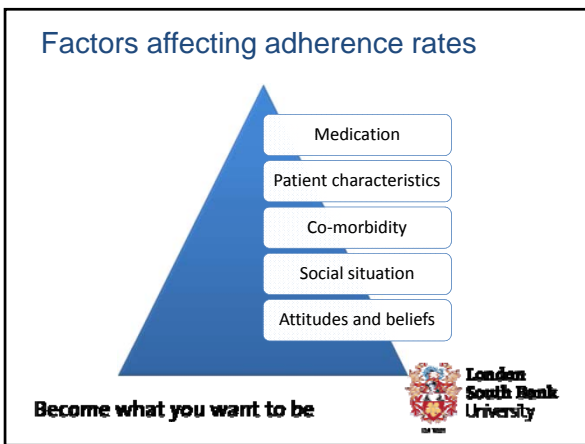 Factors affecting adherence rates
Medication
Patient characteristics
Co-morbidity
Social situation
Attitudes and beliefs
Become what you want to be
London
South Bank
University